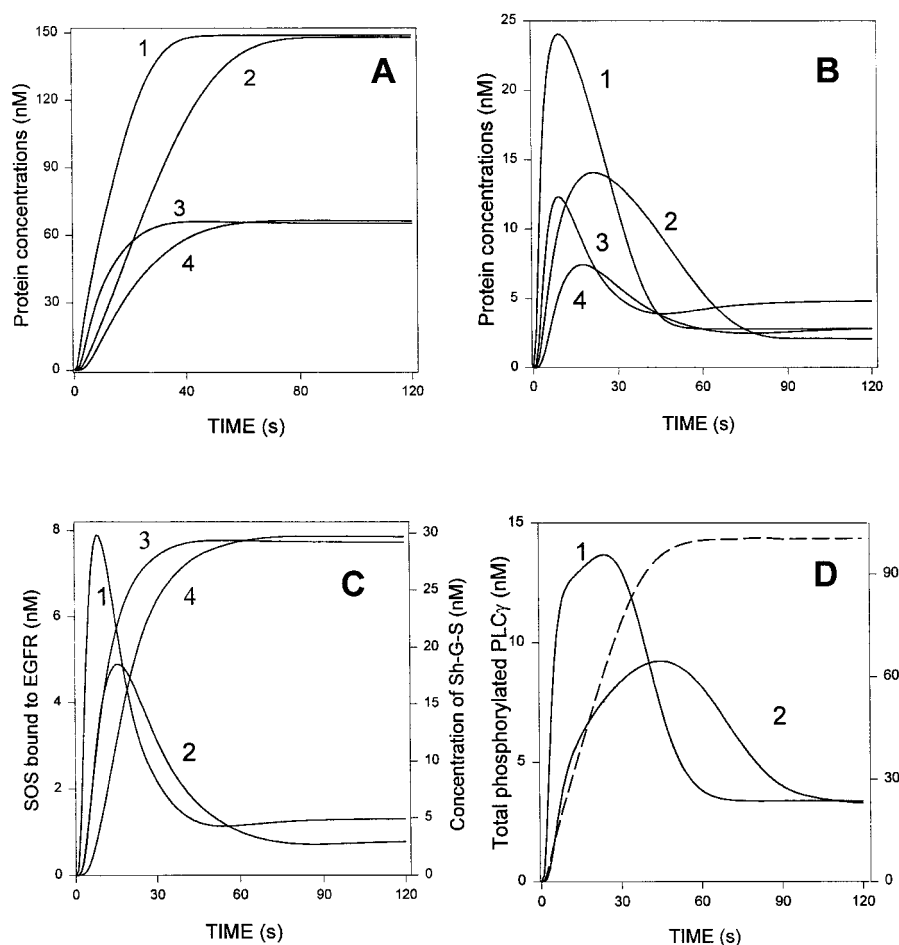 A
Protein concentrations (nM)
150
120
90
60
30
0
1
2
3
4
0 40 80 120
TIME (s)
B
Protein concentrations (nM)
25
20
15
10
5
0
1
2
3
4
0 30 60 90 120
TIME (s)
C
SOS bound to EGFR (nM)
8
6
4
2
0
1
3
4
2
Concentration of Sh-G-S (nM)
30
25
20
15
10
5
0
0 30 60 90 120
TIME (s)
D
Total phosphorylated PLCγ (nM)
15
10
5
0
1
2
90
60
30
0
0 30 60 90 120
TIME (s)